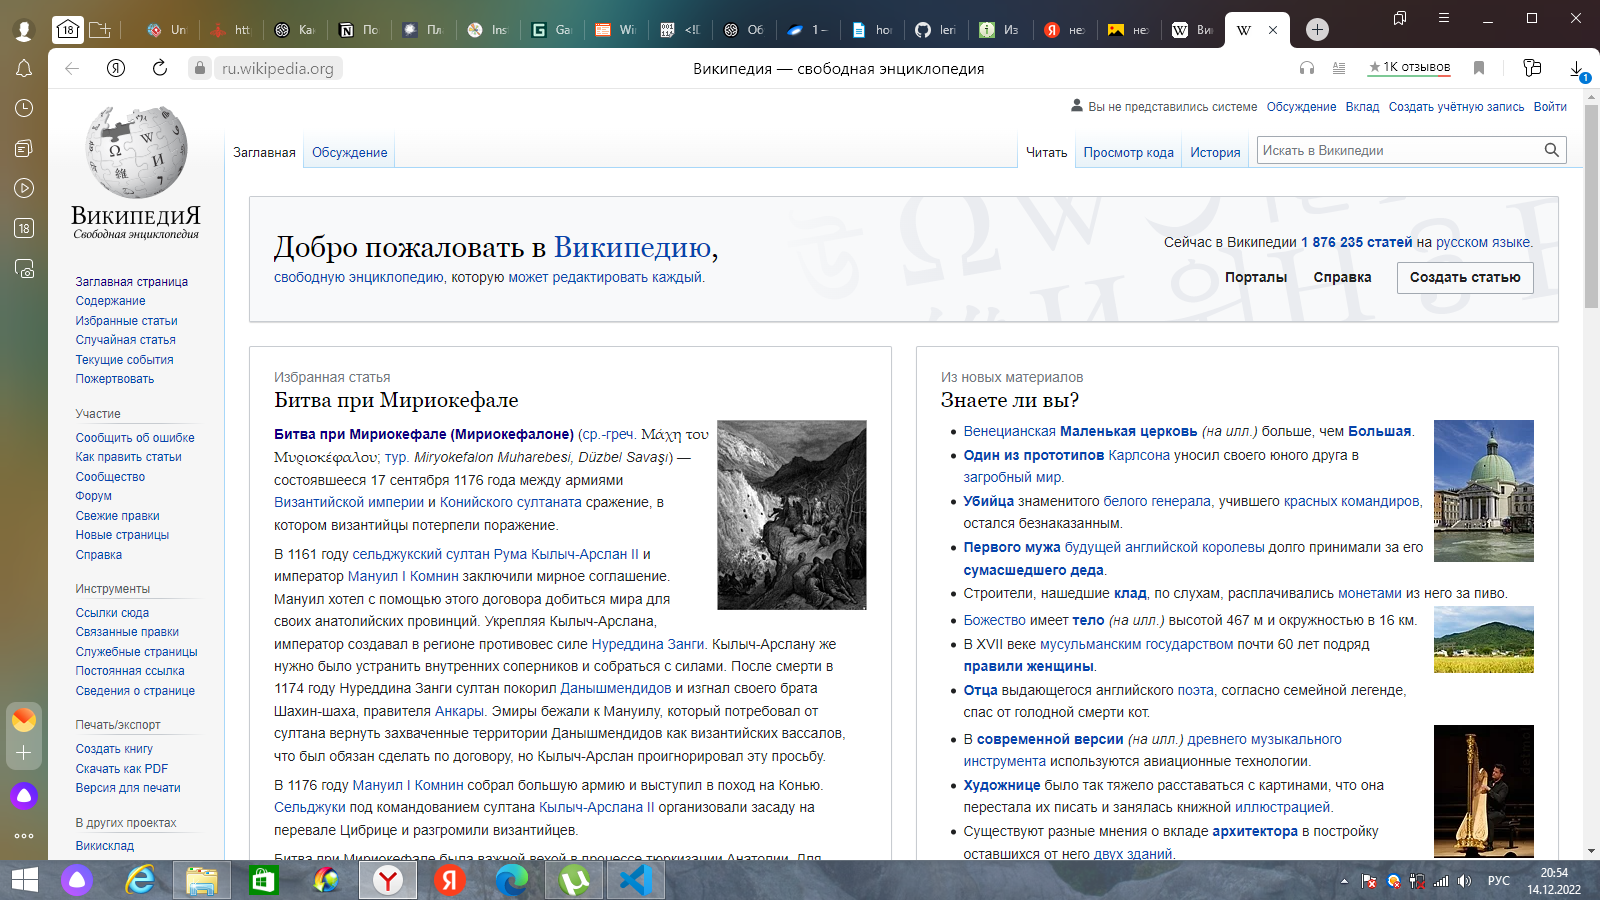 18
Un
htt
Ка
По
Пл
Ins
Ga
Wi
<!D
Об
1 –
hor
leri
Из
нез
нез
Ви
ru.wikipedia.org
Википедия — свободная энциклопедия
★ 1К отзывов
1
18
ВикипедиЯ
Свободная энциклопедия
Вы не представились системе Обсуждение Вклад Создать учётную запись Войти
Заглавная Обсуждение Читать Просмотр кода История Искать в Википедии
Добро пожаловать в Википедию,
свободную энциклопедию, которую может редактировать каждый.
Сейчас в Википедии 1 876 235 статей на русском языке.
Порталы Справка Создать статью
Заглавная страница
Содержание
Избранные статьи
Случайная статья
Текущие события
Пожертвовать
Участие
Сообщить об ошибке
Как править статьи
Сообщество
Форум
Свежие правки
Новые страницы
Справка
Инструменты
Ссылки сюда
Связанные правки
Служебные страницы
Постоянная ссылка
Сведения о странице
Печать/экспорт
Создать книгу
Скачать как PDF
Версия для печати
В других проектах
Викисклад
Избранная статья
Битва при Мириокефале
Битва при Мириокефале (Мириокефалоне) (ср.-греч. Μάχη του
Μυριοκέφαλου; тур. Miryokefalon Muharebesi, Düzbel Savaşı) —
состоявшееся 17 сентября 1176 года между армиями
Византийской империи и Конийского султаната сражение, в
котором византийцы потерпели поражение.
В 1161 году сельджукский султан Рума Кылыч-Арслан II и
император Мануил I Комнин заключили мирное соглашение.
Мануил хотел с помощью этого договора добиться мира для
своих анатолийских провинций. Укрепляя Кылыч-Арслана,
император создавал в регионе противовес силе Нуреддина Занги. Кылыч-Арслану же
нужно было устранить внутренних соперников и собраться с силами. После смерти в
1174 году Нуреддина Занги султан покорил Данышмендидов и изгнал своего брата
Шахин-шаха, правителя Анкары. Эмиры бежали к Мануилу, который потребовал от
султана вернуть захваченные территории Данышмендидов как византийских вассалов,
что был обязан сделать по договору, но Кылыч-Арслан проигнорировал эту просьбу.
В 1176 году Мануил I Комнин собрал большую армию и выступил в поход на Конью.
Сельджуки под командованием султана Кылыч-Арслана II организовали засаду на
перевале Цибрице и разгромили византийцев.
Битва при Мириокефале была важной вехой в процессе тюркизации Анатолии. Для
Из новых материалов
Знаете ли вы?
Венецианская Маленькая церковь (на илл.) больше, чем Большая.
Один из прототипов Карлсона уносил своего юного друга в
загробный мир.
Убийца знаменитого белого генерала, учившего красных командиров,
остался безнаказанным.
Первого мужа будущей английской королевы долго принимали за его
сумасшедшего деда.
Строители, нашедшие клад, по слухам, расплачивались монетами из него за пиво.
Божество имеет тело (на илл.) высотой 467 м и окружностью в 16 км.
В XVII веке мусульманским государством почти 60 лет подряд
правили женщины.
Отца выдающегося английского поэта, согласно семейной легенде,
спас от голодной смерти кот.
В современной версии (на илл.) древнего музыкального
инструмента используются авиационные технологии.
Художнице было так тяжело расставаться с картинами, что она
перестала их писать и занялась книжной иллюстрацией.
Существуют разные мнения о вкладе архитектора в постройку
оставшихся от него двух зданий.
РУС
20:54
14.12.2022